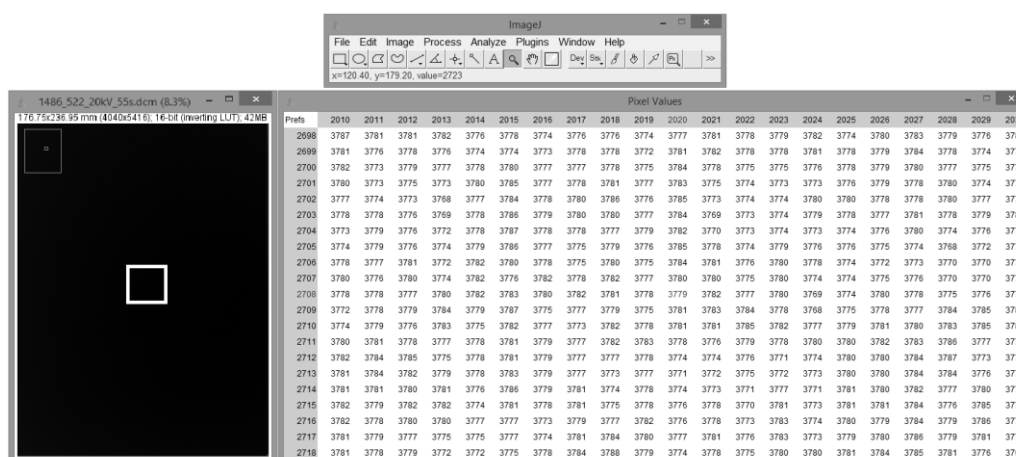 ImageJ
File Edit Image Process Analyze Plugins Window Help
Dev Stk >>
x=120.40, y=179.20, value=2723
1486_522_20kV_55s.dcm (8.3%)
176.75x236.95 mm (4040x5416); 16-bit (inverting LUT); 42MB
Pixel Values
Prefs 2010 2011 2012 2013 2014 2015 2016 2017 2018 2019 2020 2021 2022 2023 2024 2025 2026 2027 2028 2029
2698 3787 3781 3781 3782 3776 3778 3774 3776 3776 3774 3777 3781 3778 3779 3782 3774 3780 3783 3779 3776
2699 3781 3776 3778 3776 3774 3774 3773 3778 3778 3772 3781 3782 3778 3778 3781 3778 3779 3784 3778 3774
2700 3782 3773 3779 3777 3778 3780 3777 3777 3778 3775 3784 3778 3775 3775 3776 3778 3779 3780 3777 3775
2701 3780 3773 3775 3773 3780 3785 3777 3778 3781 3777 3783 3775 3774 3773 3773 3776 3779 3778 3780 3774
2702 3777 3774 3773 3768 3777 3784 3778 3780 3786 3776 3785 3773 3774 3774 3780 3780 3778 3778 3780 3777
2703 3778 3778 3776 3769 3778 3786 3779 3780 3780 3777 3784 3769 3773 3774 3779 3778 3777 3781 3778 3779
2704 3773 3779 3776 3772 3778 3787 3778 3778 3777 3779 3782 3770 3773 3774 3773 3774 3776 3780 3774 3776
2705 3774 3779 3776 3774 3779 3786 3777 3775 3779 3776 3785 3778 3774 3779 3776 3776 3775 3774 3768 3772
2706 3778 3777 3781 3772 3782 3780 3778 3775 3780 3775 3784 3781 3776 3780 3778 3774 3772 3773 3770 3770
2707 3780 3776 3780 3774 3782 3776 3782 3778 3782 3777 3780 3780 3775 3780 3774 3774 3775 3776 3770 3770
2708 3778 3778 3777 3780 3782 3783 3780 3782 3781 3778 3779 3782 3777 3780 3769 3774 3780 3778 3775 3776
2709 3772 3778 3779 3784 3779 3787 3775 3777 3779 3775 3781 3783 3784 3778 3768 3775 3778 3777 3784 3785
2710 3774 3779 3776 3783 3775 3782 3777 3773 3782 3778 3781 3781 3785 3782 3777 3779 3781 3780 3783 3785
2711 3780 3781 3778 3777 3778 3781 3779 3777 3782 3783 3778 3776 3779 3778 3780 3780 3782 3783 3786 3777
2712 3782 3784 3785 3775 3778 3781 3779 3777 3777 3778 3774 3774 3776 3771 3774 3780 3780 3784 3787 3773
2713 3781 3784 3782 3779 3778 3783 3779 3777 3773 3777 3771 3772 3775 3772 3773 3780 3780 3784 3784 3776
2714 3781 3781 3780 3781 3776 3786 3779 3781 3774 3778 3774 3773 3771 3777 3771 3781 3780 3782 3777 3780
2715 3782 3779 3782 3782 3774 3781 3778 3781 3775 3778 3776 3778 3770 3781 3773 3781 3781 3784 3776 3785
2716 3782 3778 3780 3780 3777 3777 3773 3779 3777 3782 3776 3778 3773 3783 3774 3780 3779 3784 3779 3786
2717 3781 3779 3777 3775 3775 3777 3774 3781 3784 3780 3777 3781 3776 3783 3773 3779 3780 3786 3779 3781
2718 3781 3778 3779 3772 3772 3775 3778 3784 3788 3779 3774 3778 3775 3780 3780 3781 3784 3785 3781 3776